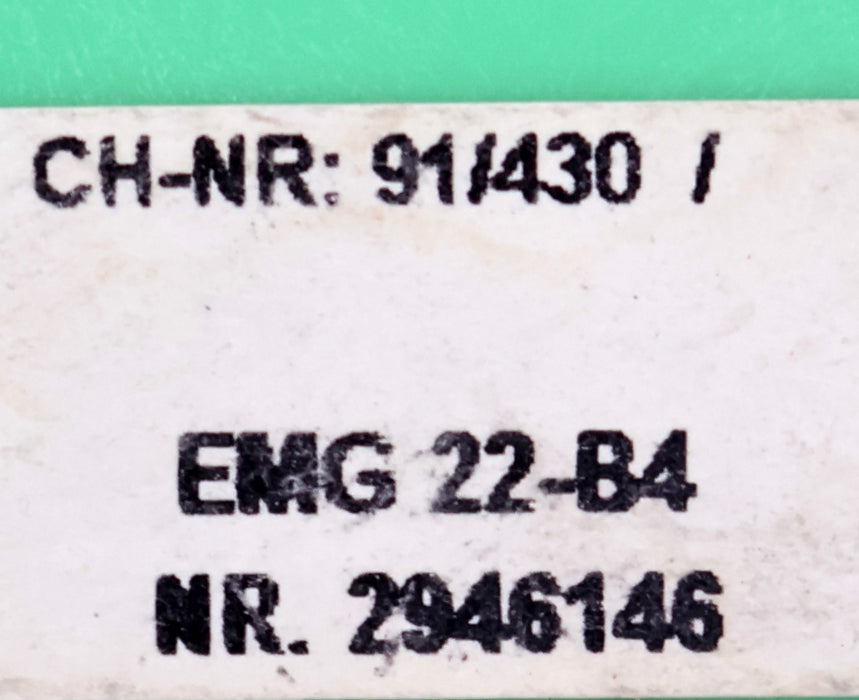 CH-NR: 91/430 /
EMG 22-B4
NR. 2946146